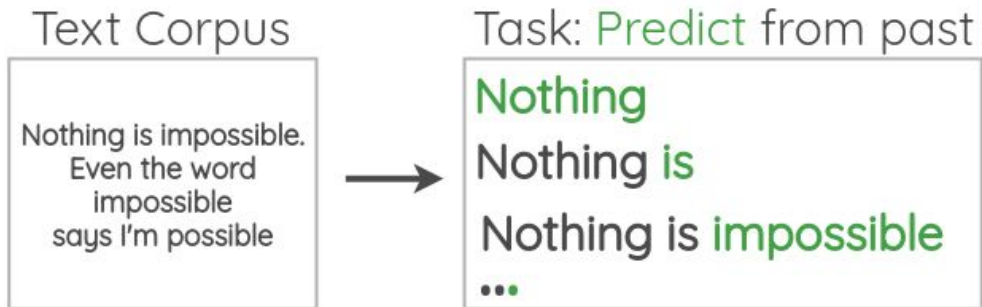 Text Corpus
Nothing is impossible.
Even the word
impossible
says I'm possible
Task: Predict from past
Nothing
Nothing is
Nothing is impossible
...